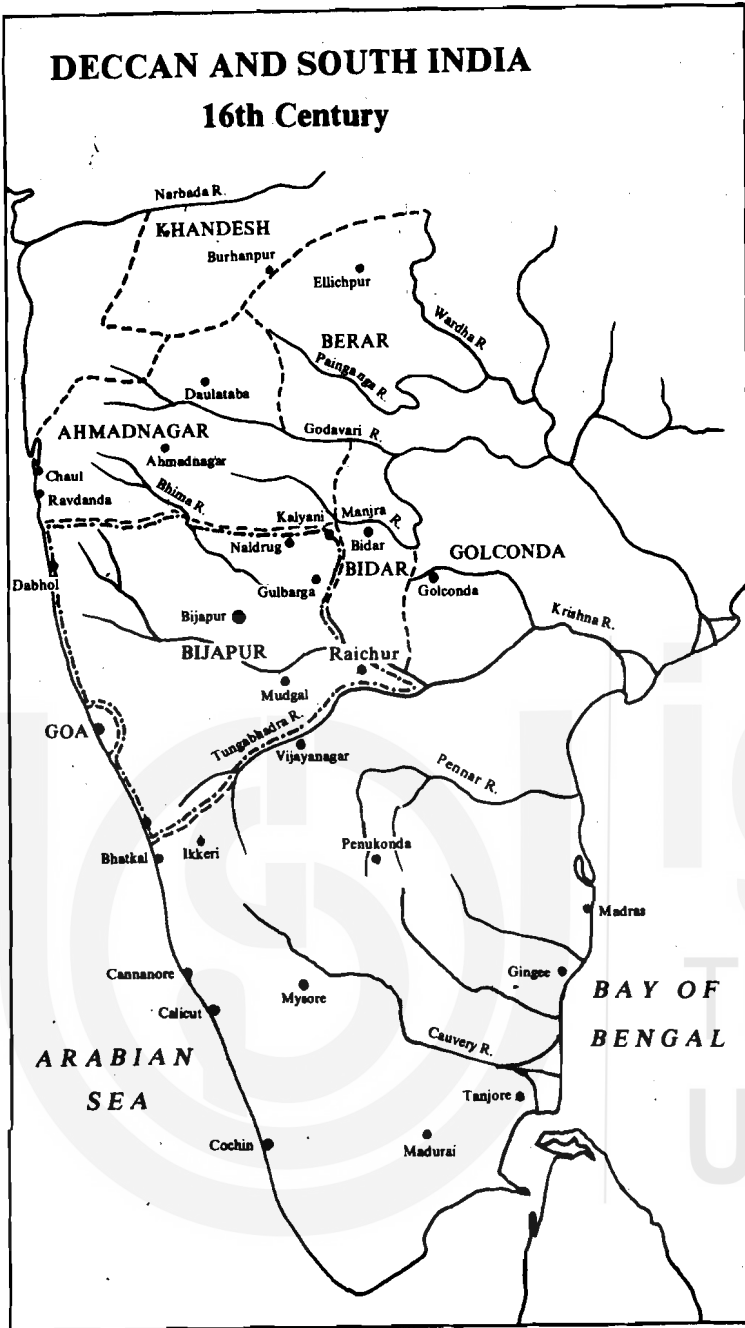 DECCAN AND SOUTH INDIA
16th Century
Narbada R.
KHANDESH
Burhanpur
Ellichpur
BERAR
Wardha R
Painganga R.
Daulataba
Godavari R.
AHMADNAGAR
Ahmadnagar
Chaul
Bhima R.
Ravdanda
Kalyani
Manjra R.
Naldrug
Bidar
BIDAR
GOLCONDA
Dabhol
Gulbarga
Golconda
Krishna R.
Bijapur
BIJAPUR
Raichur
Mudgal
GOA
Tungabhadra R.
Vijayanagar
Pennar R.
Bhatkal
Ikkeri
Penukonda
Madras
Cannanore
Mysore
Gingee
Calicut
BAY OF
BENGAL
ARABIAN
SEA
Cauvery R.
Tanjore
Cochin
Madurai